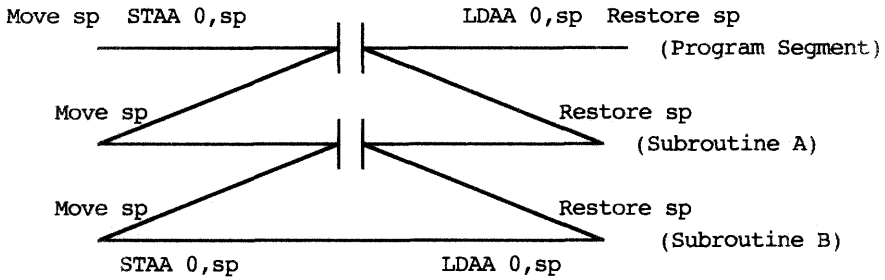 Move sp STAA 0,sp LDAA 0,sp Restore sp
(Program Segment)
Move sp Restore sp
(Subroutine A)
Move sp Restore sp
(Subroutine B)
STAA 0,sp LDAA 0,sp